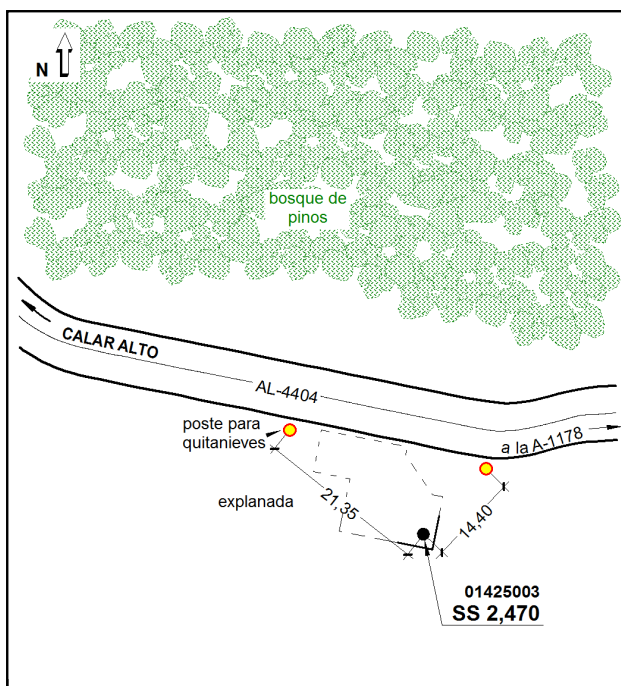 N
bosque de
pinos
CALAR ALTO
AL-4404
poste para
quitanieves
a la A-1178
explanada
21,35
14,40
01425003
SS 2,470